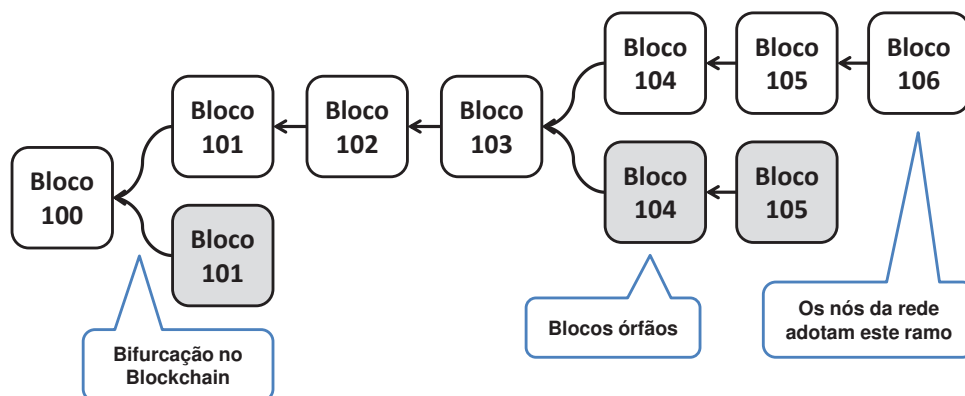 Bloco
104
Bloco
105
Bloco
106
Bloco
101
Bloco
102
Bloco
103
Bloco
100
Bloco
104
Bloco
105
Bloco
101
Bifurcação no
Blockchain
Blocos órfãos
Os nós da rede
adotam este ramo